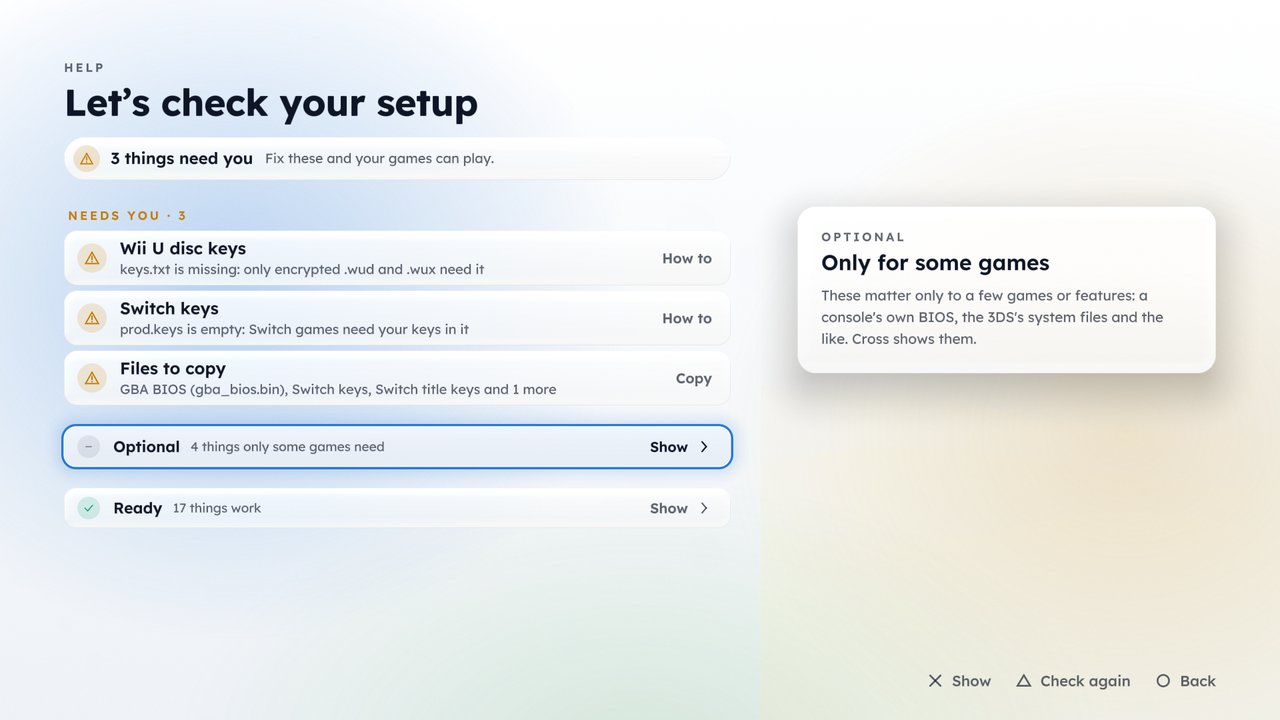 HELP
Let’s check your setup
3 things need you Fix these and your games can play.
NEEDS YOU · 3
Wii U disc keys
keys.txt is missing: only encrypted .wud and .wux need it
How to
Switch keys
prod.keys is empty: Switch games need your keys in it
How to
Files to copy
GBA BIOS (gba_bios.bin), Switch keys, Switch title keys and 1 more
Copy
Optional 4 things only some games need Show
Ready 17 things work Show
OPTIONAL
Only for some games
These matter only to a few games or features: a
console's own BIOS, the 3DS's system files and the
like. Cross shows them.
Show Check again Back